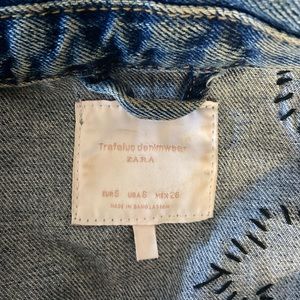 Trafaluc denimwear
ZARA
EUR S USA S MEX 26
MADE IN BANGLADESH